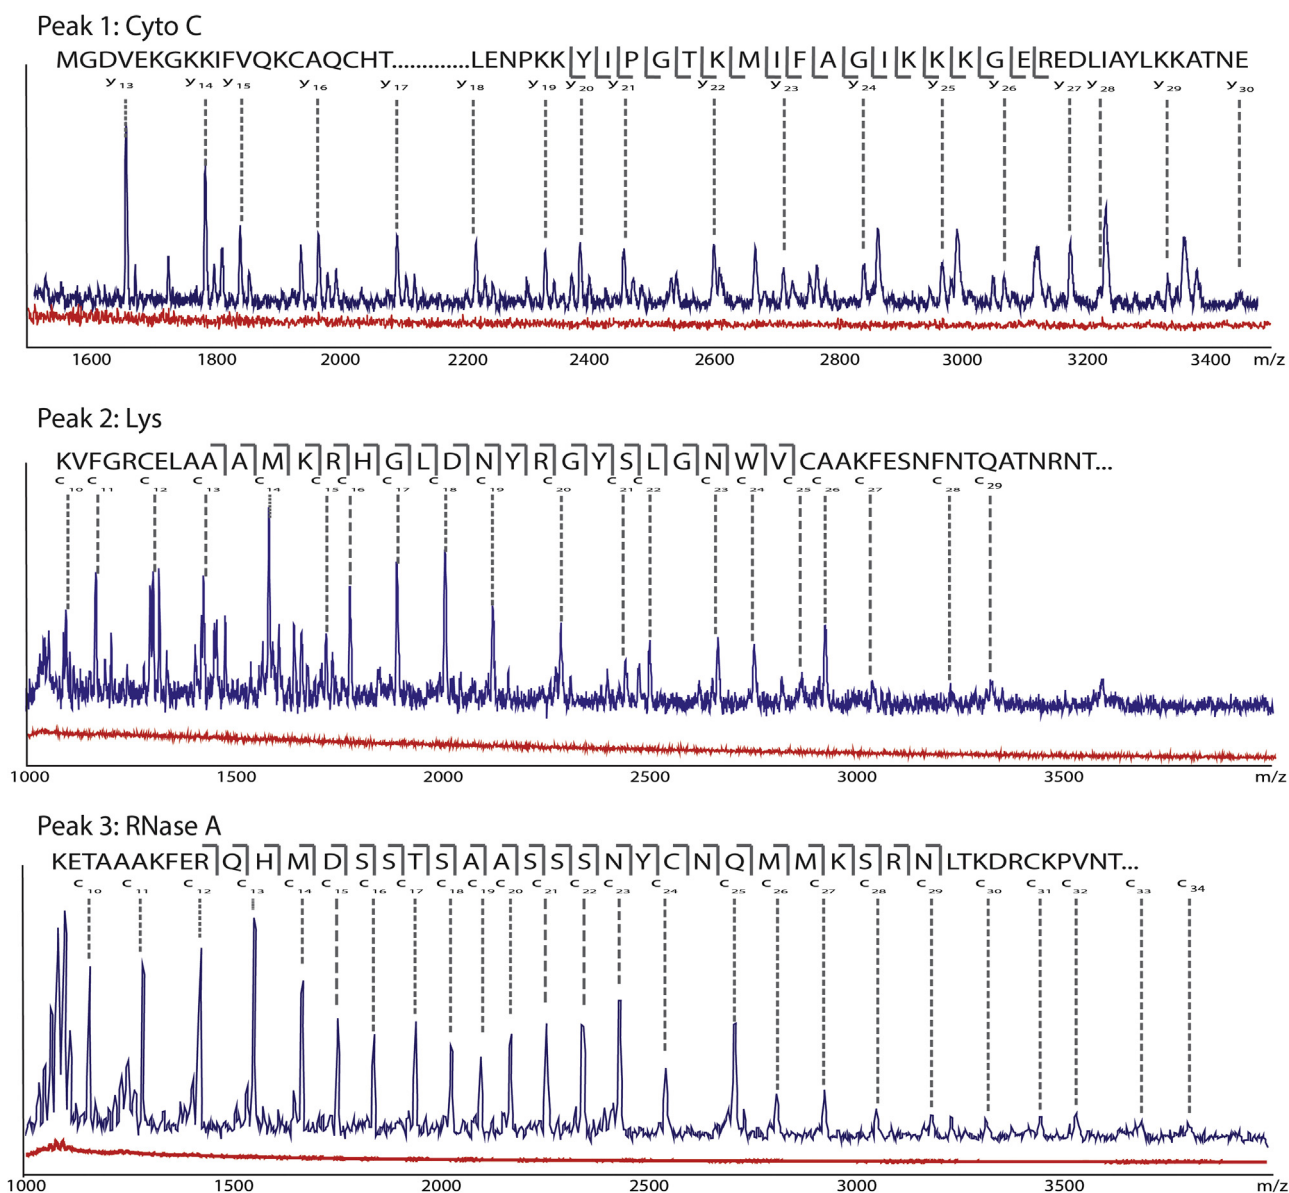 Peak 1: Cyto C
MGDVEKGKKIFVQKCAQCHT.............LENPKKYIPGTKMIFAGIKKKGEREDLIAYLKKATNE
y13 y14 y15 y16 y17 y18 y19 y20 y21 y22 y23 y24 y25 y26 y27 y28 y29 y30
1600 1800 2000 2200 2400 2600 2800 3000 3200 3400 m/z
Peak 2: Lys
KVFGRCELAAAMKRHGLDNYRGYSLGNWVCAAKFESNFNTQATNRNT...
c10 c11 c12 c13 c14 c15 c16 c17 c18 c19 c20 c21 c22 c23 c24 c25 c26 c27 c28 c29
1000 1500 2000 2500 3000 3500 m/z
Peak 3: RNase A
KETAAAKFERQHMDSSTSAASSSNYCNQMMKSRNLTKDRCKPVNT...
c10 c11 c12 c13 c14 c15 c16 c17 c18 c19 c20 c21 c22 c23 c24 c25 c26 c27 c28 c29 c30 c31 c32 c33 c34
1000 1500 2000 2500 3000 3500 m/z